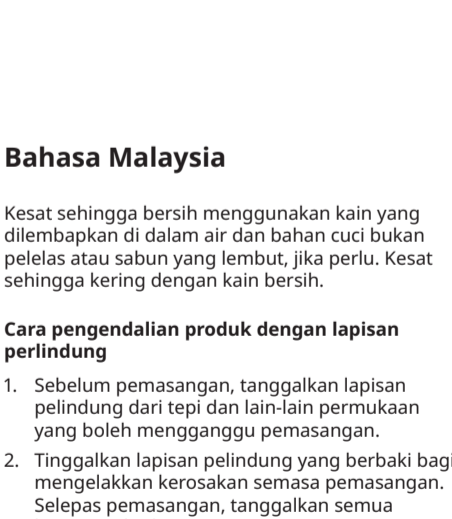 Bahasa Malaysia
Kesat sehingga bersih menggunakan kain yang
dilembapkan di dalam air dan bahan cuci bukan
pelelas atau sabun yang lembut, jika perlu. Kesat
sehingga kering dengan kain bersih.
Cara pengendalian produk dengan lapisan
perlindung
1. Sebelum pemasangan, tanggalkan lapisan
pelindung dari tepi dan lain-lain permukaan
yang boleh mengganggu pemasangan.
2. Tinggalkan lapisan pelindung yang berbaki bagi
mengelakkan kerosakan semasa pemasangan.
Selepas pemasangan, tanggalkan semua